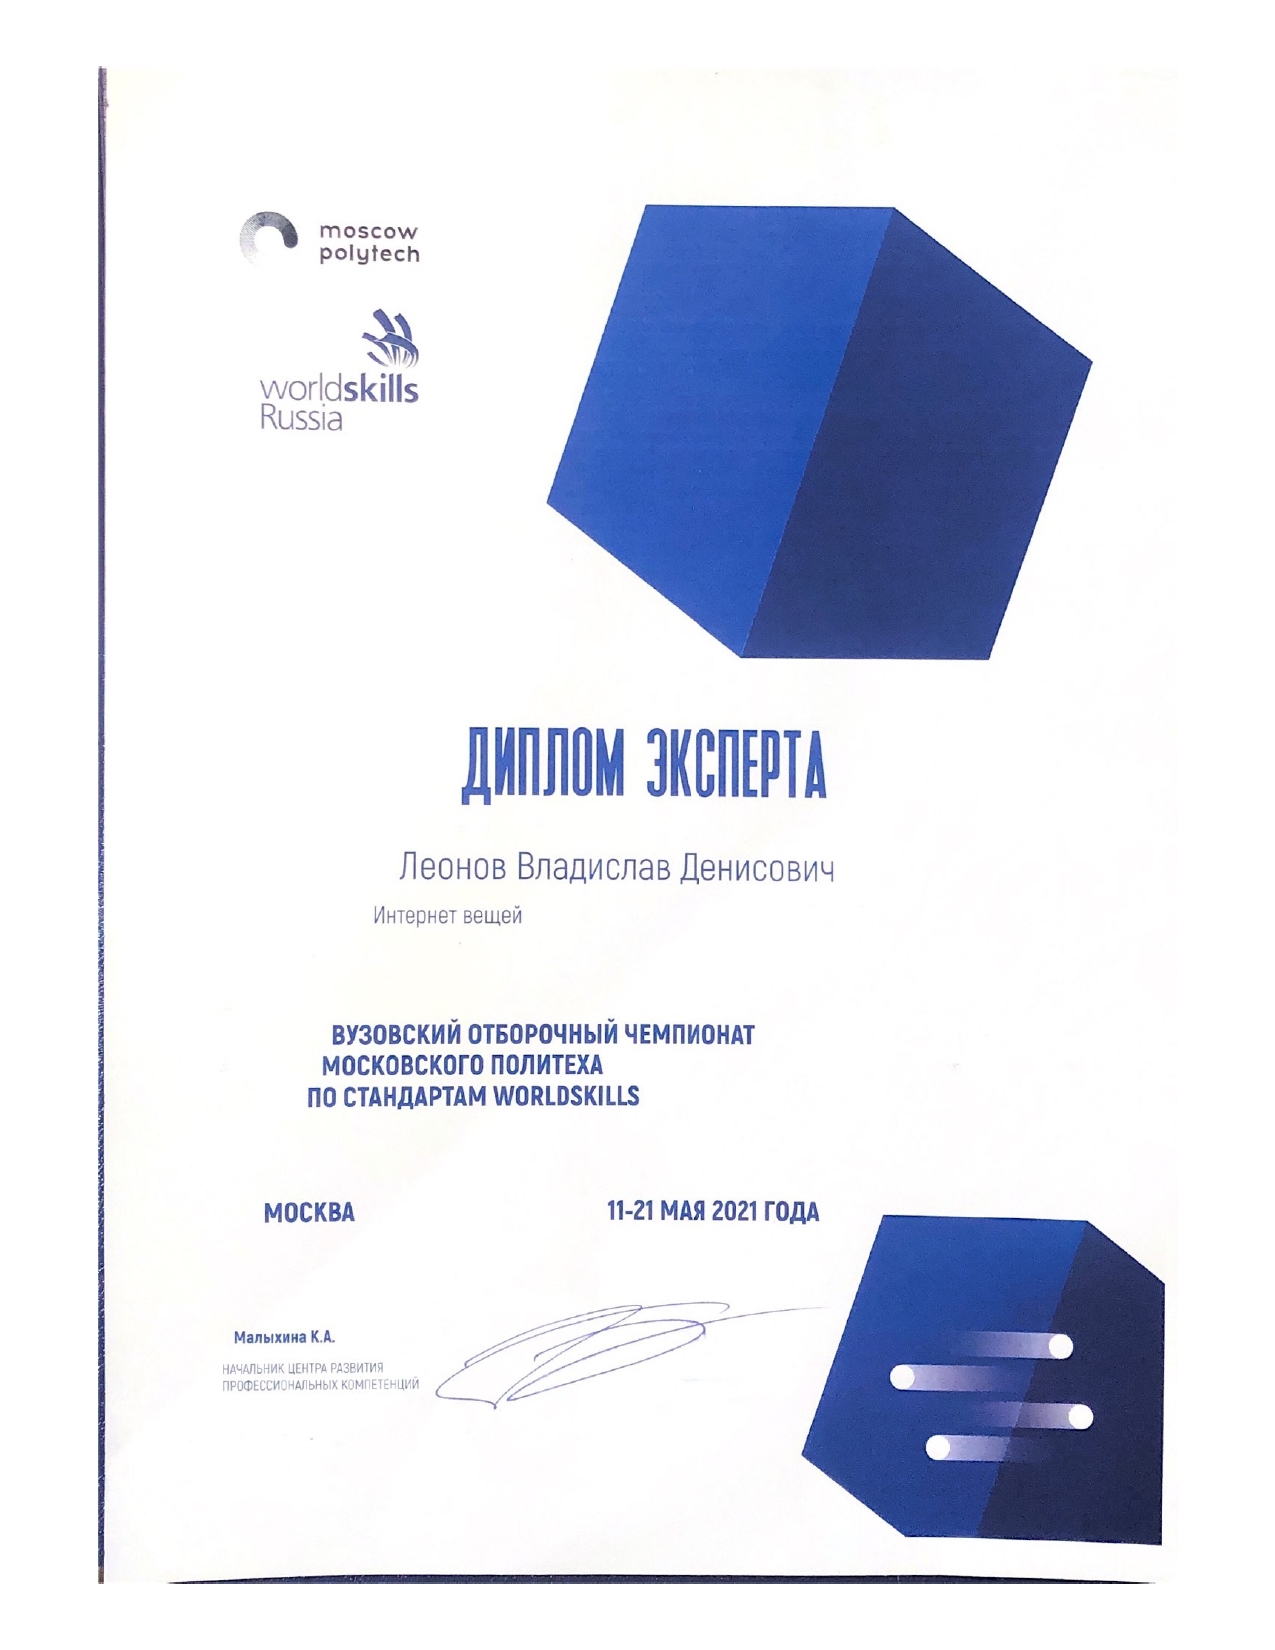 moscow
polytech
worldskills
Russia
ДИПЛОМ ЭКСПЕРТА
Леонов Владислав Денисович
Интернет вещей
ВУЗОВСКИЙ ОТБОРОЧНЫЙ ЧЕМПИОНАТ
МОСКОВСКОГО ПОЛИТЕХА
ПО СТАНДАРТАМ WORLDSKILLS
МОСКВА 11-21 МАЯ 2021 ГОДА
Малыхина К.А.
НАЧАЛЬНИК ЦЕНТРА РАЗВИТИЯ
ПРОФЕССИОНАЛЬНЫХ КОМПЕТЕНЦИЙ